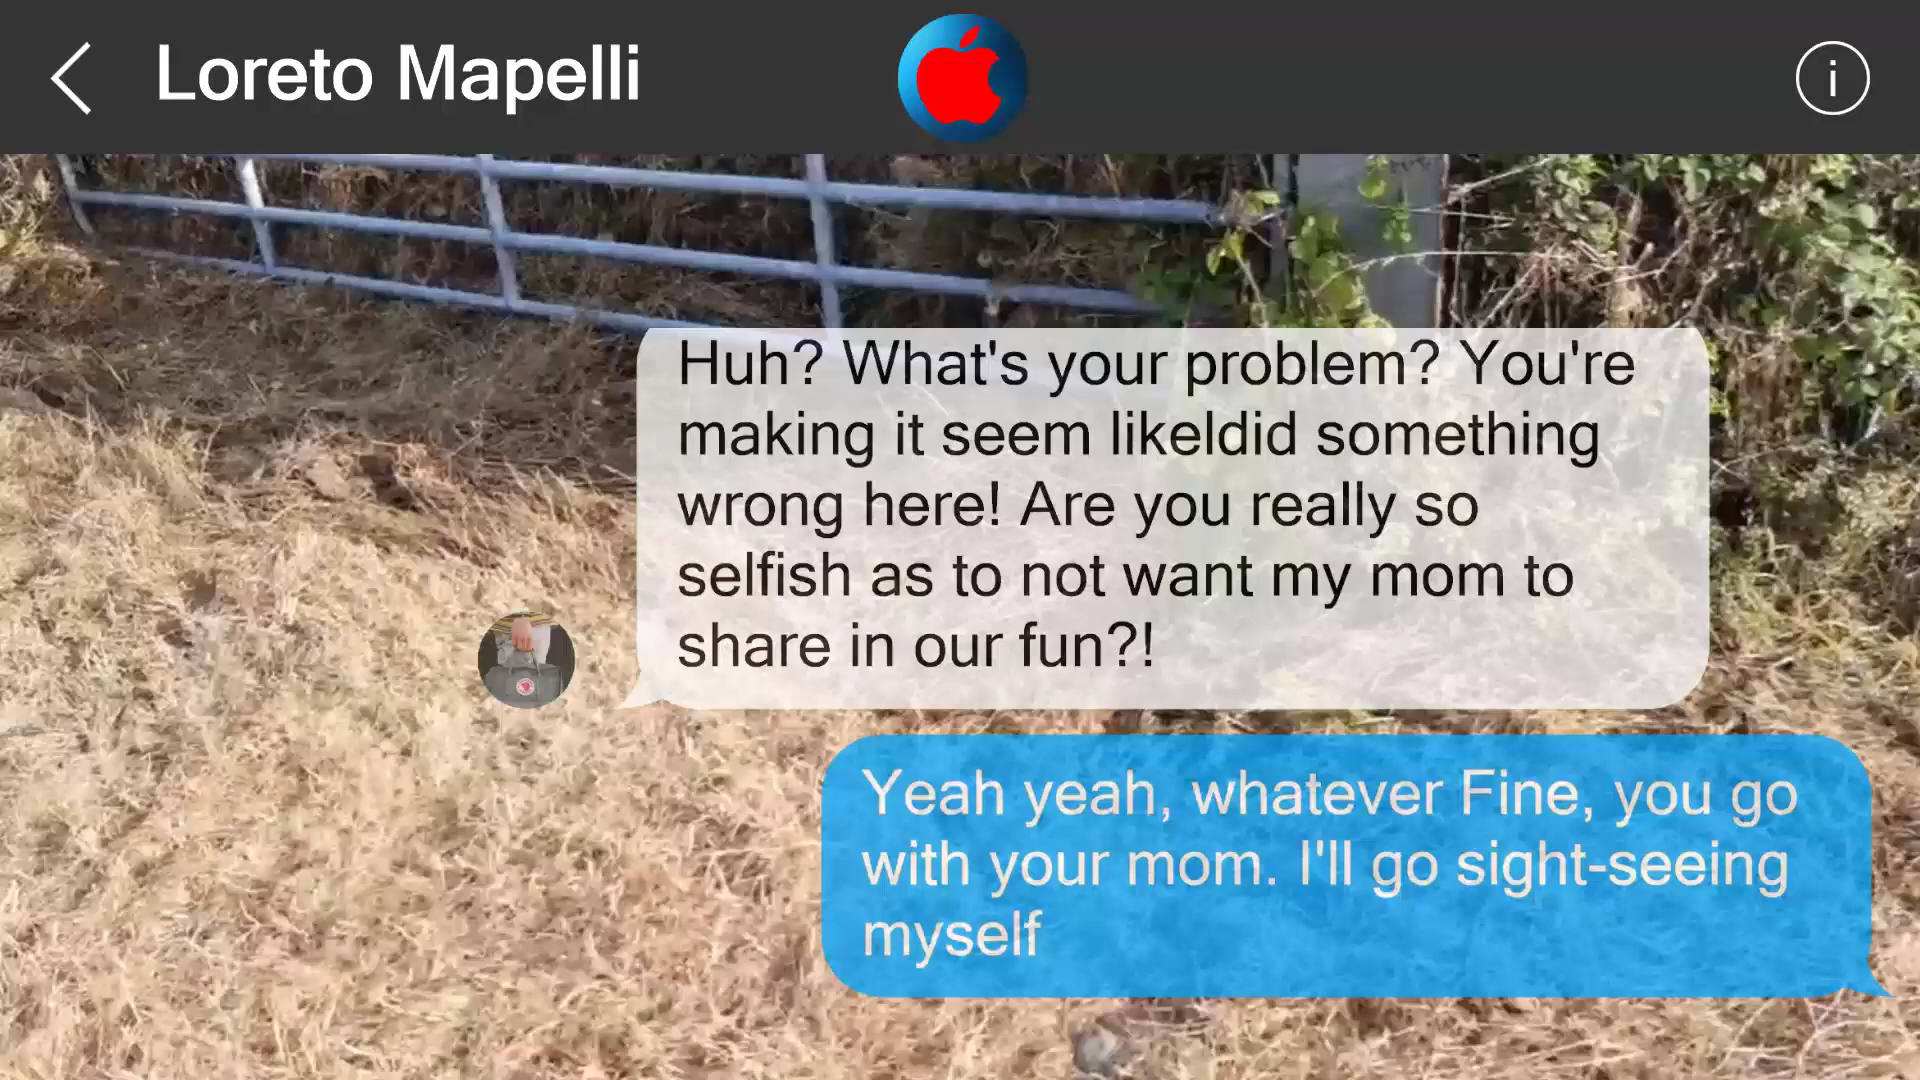 Loreto Mapelli
i
Huh? What's your problem? You're
making it seem likeldid something
wrong here! Are you really so
selfish as to not want my mom to
share in our fun?!
Yeah yeah, whatever Fine, you go
with your mom. I'll go sight-seeing
myself